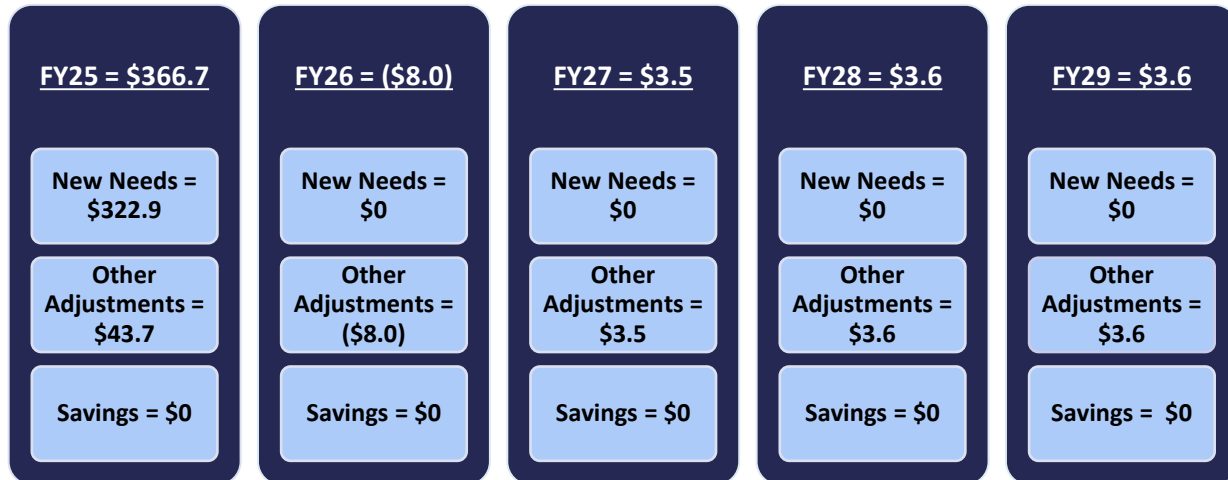 FY25 = $366.7
New Needs =
$322.9
Other
Adjustments =
$43.7
Savings = $0
FY26 = ($8.0)
New Needs =
$0
Other
Adjustments =
($8.0)
Savings = $0
FY27 = $3.5
New Needs =
$0
Other
Adjustments =
$3.5
Savings = $0
FY28 = $3.6
New Needs =
$0
Other
Adjustments =
$3.6
Savings = $0
FY29 = $3.6
New Needs =
$0
Other
Adjustments =
$3.6
Savings =  $0